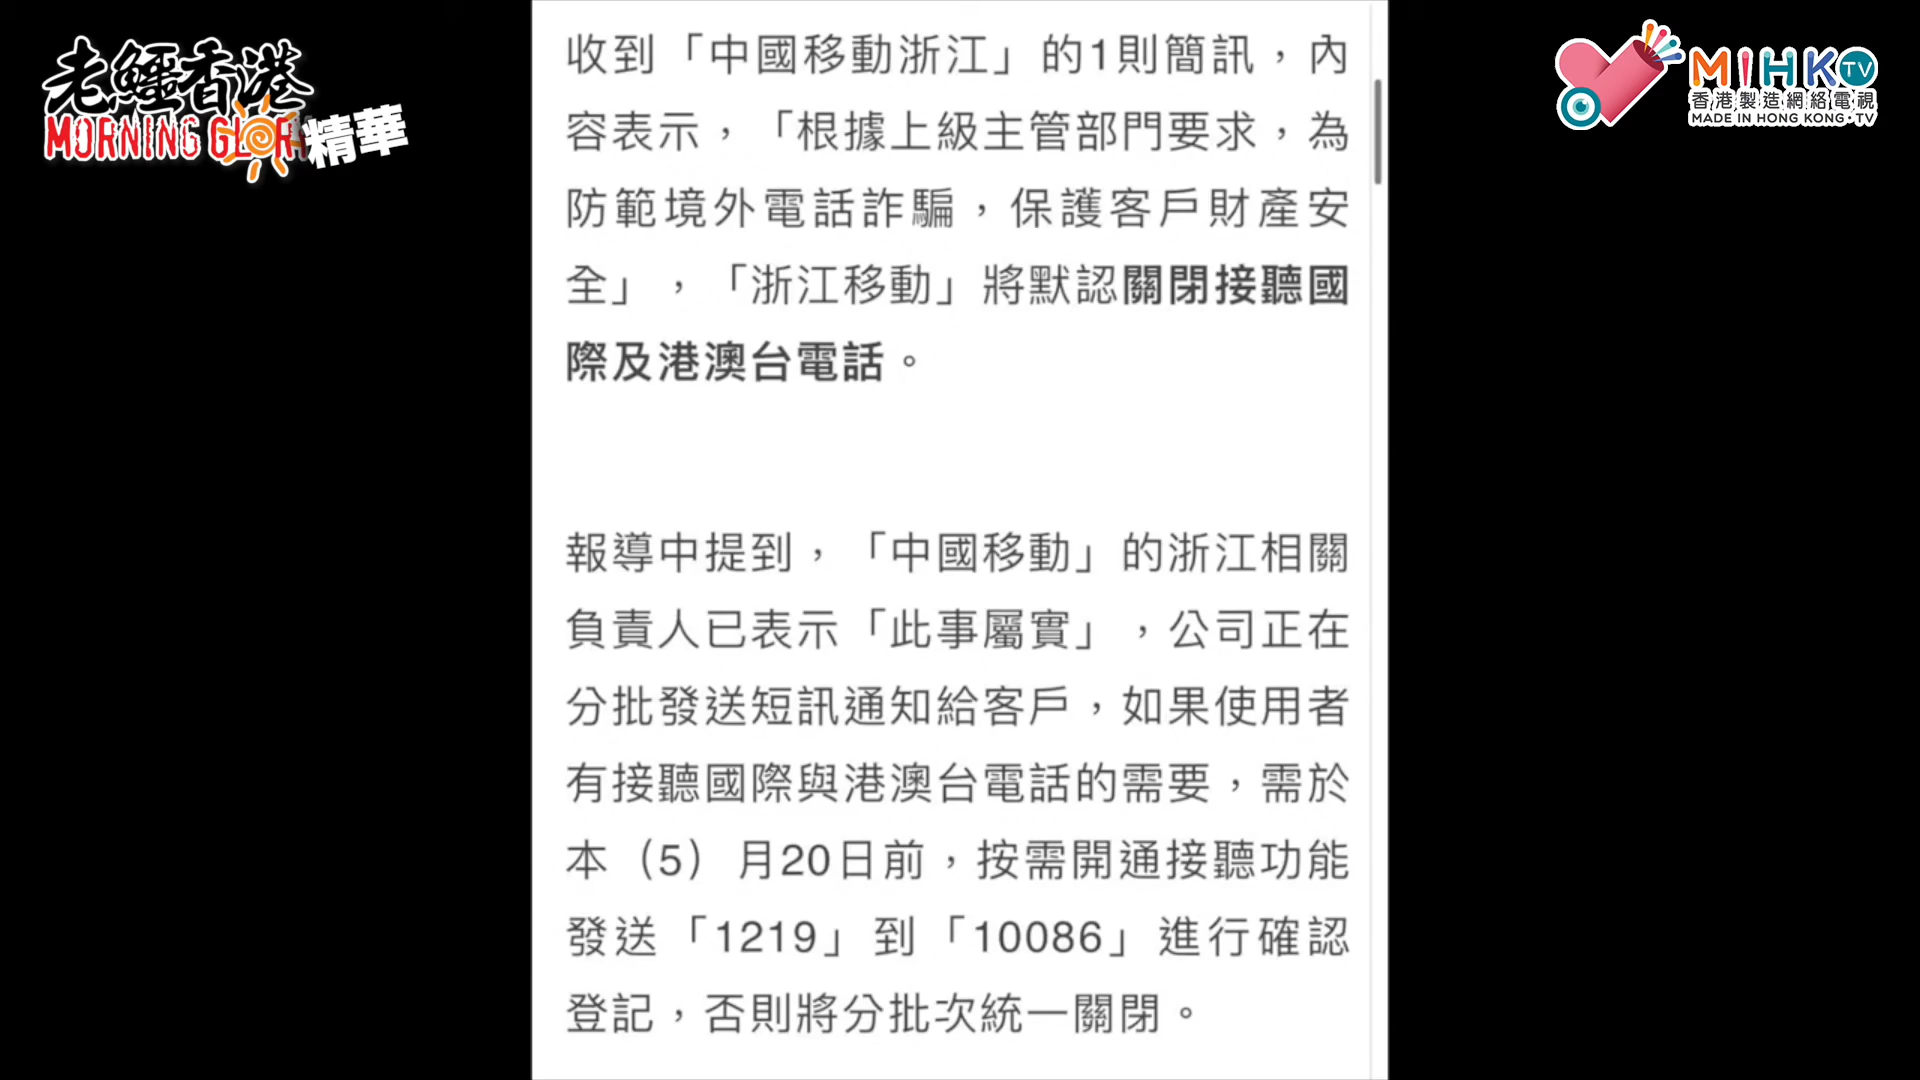 老鱷香港
MORNING GLORY
精華
MIHK TV
香港製造網絡電視
MADE IN HONG KONG·TV
收到「中國移動浙江」的1則簡訊，內
容表示，「根據上級主管部門要求，為
防範境外電話詐騙，保護客戶財產安
全」，「浙江移動」將默認關閉接聽國
際及港澳台電話。
報導中提到，「中國移動」的浙江相關
負責人已表示「此事屬實」，公司正在
分批發送短訊通知給客戶，如果使用者
有接聽國際與港澳台電話的需要，需於
本（5）月20日前，按需開通接聽功能
發送「1219」到「10086」進行確認
登記，否則將分批次統一關閉。